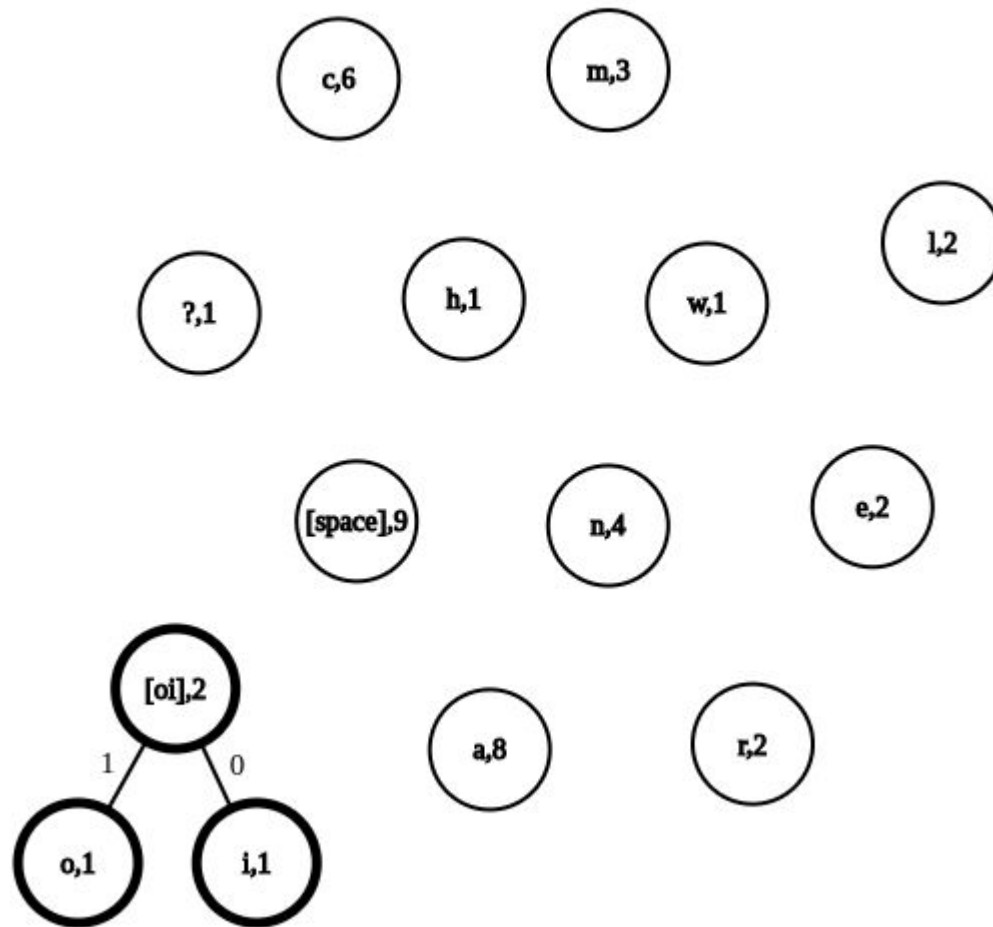 c,6
m,3
l,2
?,1
h,1
w,1
[space],9
n,4
e,2
[oi],2
a,8
r,2
1
0
o,1
i,1